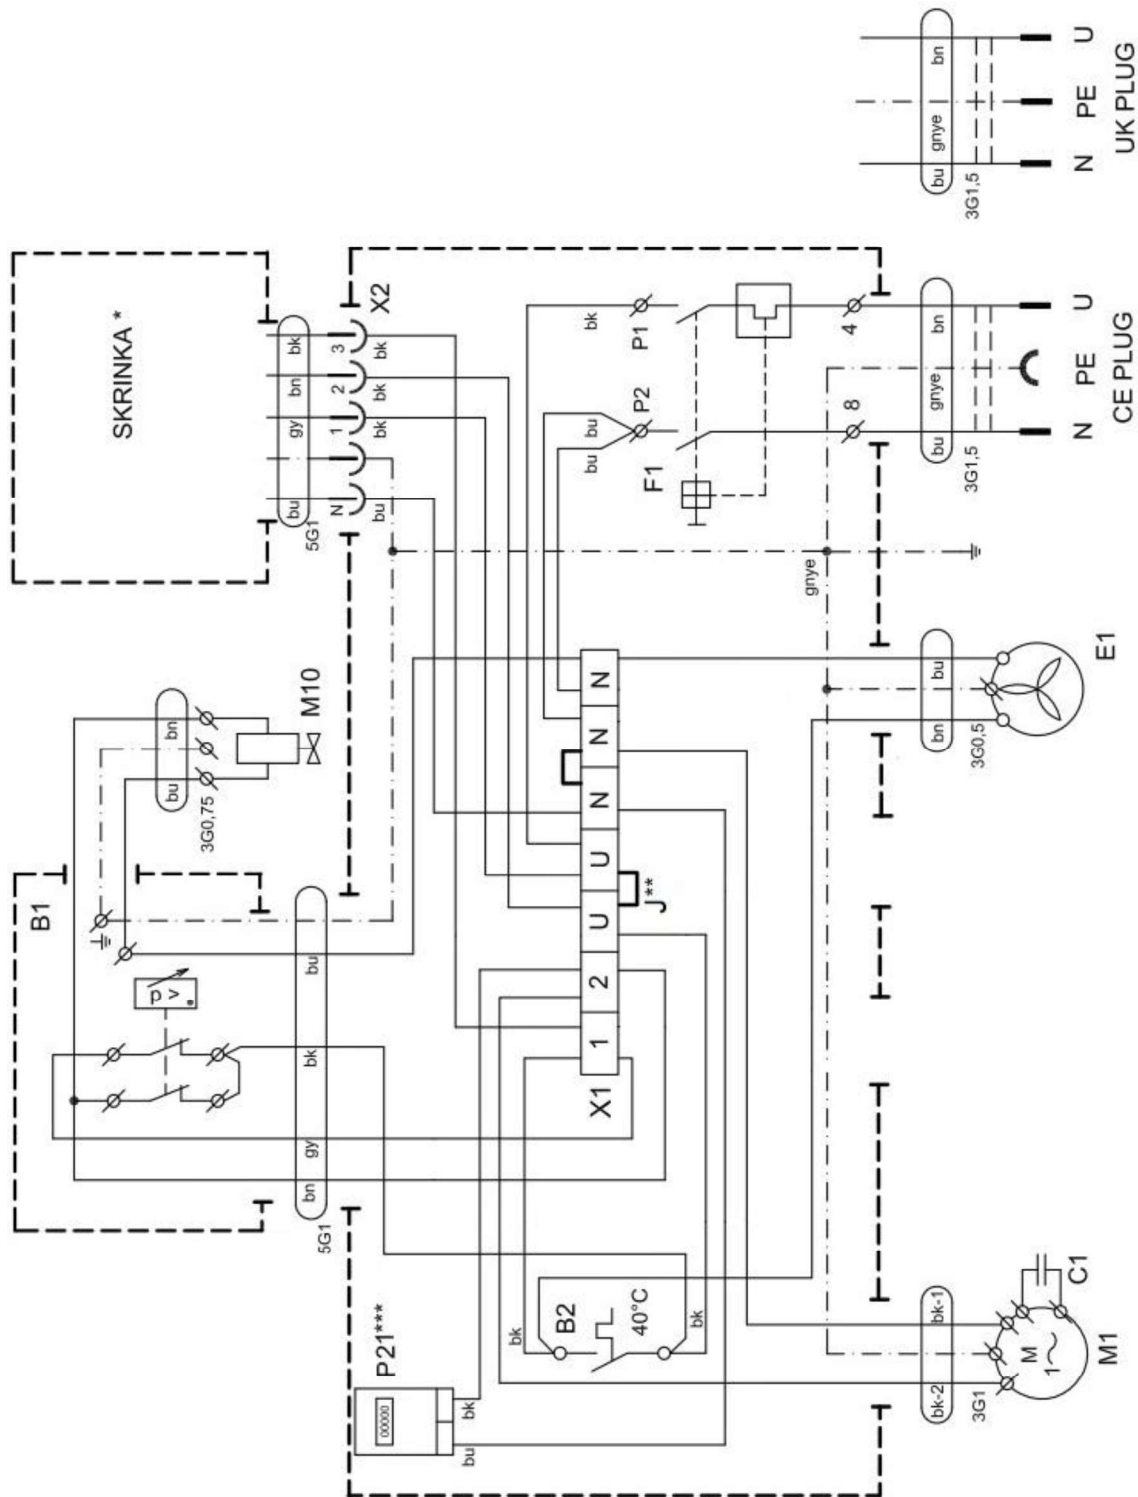 bn
gnye
bu
3G1,5
U
PE
N
UK PLUG
SKRINKA *
bk
bn
gy
bu
5G1
3
2
1
N
X2
bk
bk
bk
bu
bk
P1
P2
bu
bu
F1
4
8
bn
gnye
bu
3G1,5
U
PE
N
CE PLUG
gnye
bn
bu
3G0,75
M10
B1
p >
bu
bk
gy
bn
5G1
N
N
N
U
U
2
1
X1
J**
bu
bn
3G0,5
E1
P21***
00000
bk
bu
bk
B2
40°C
bk
bk-1
bk-2
3G1
M
1~
M1
C1